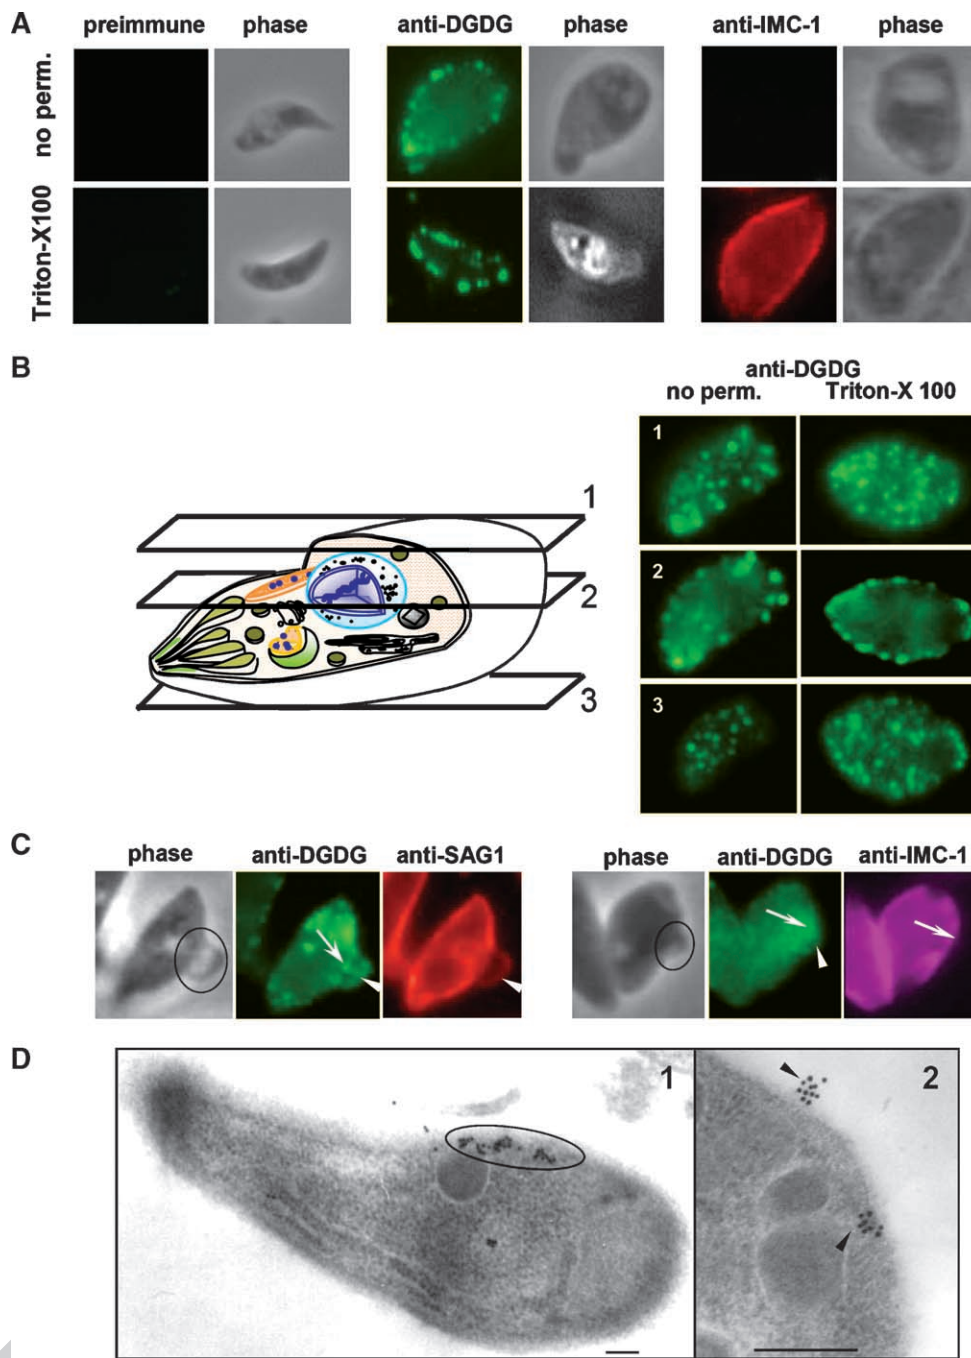 A
preimmune phase anti-DGDG phase anti-IMC-1 phase
no perm.
Triton-X100
B
anti-DGDG
no perm. Triton-X 100
1
2
3
1
2
3
C
phase anti-DGDG anti-SAG1 phase anti-DGDG anti-IMC-1
D
1 2